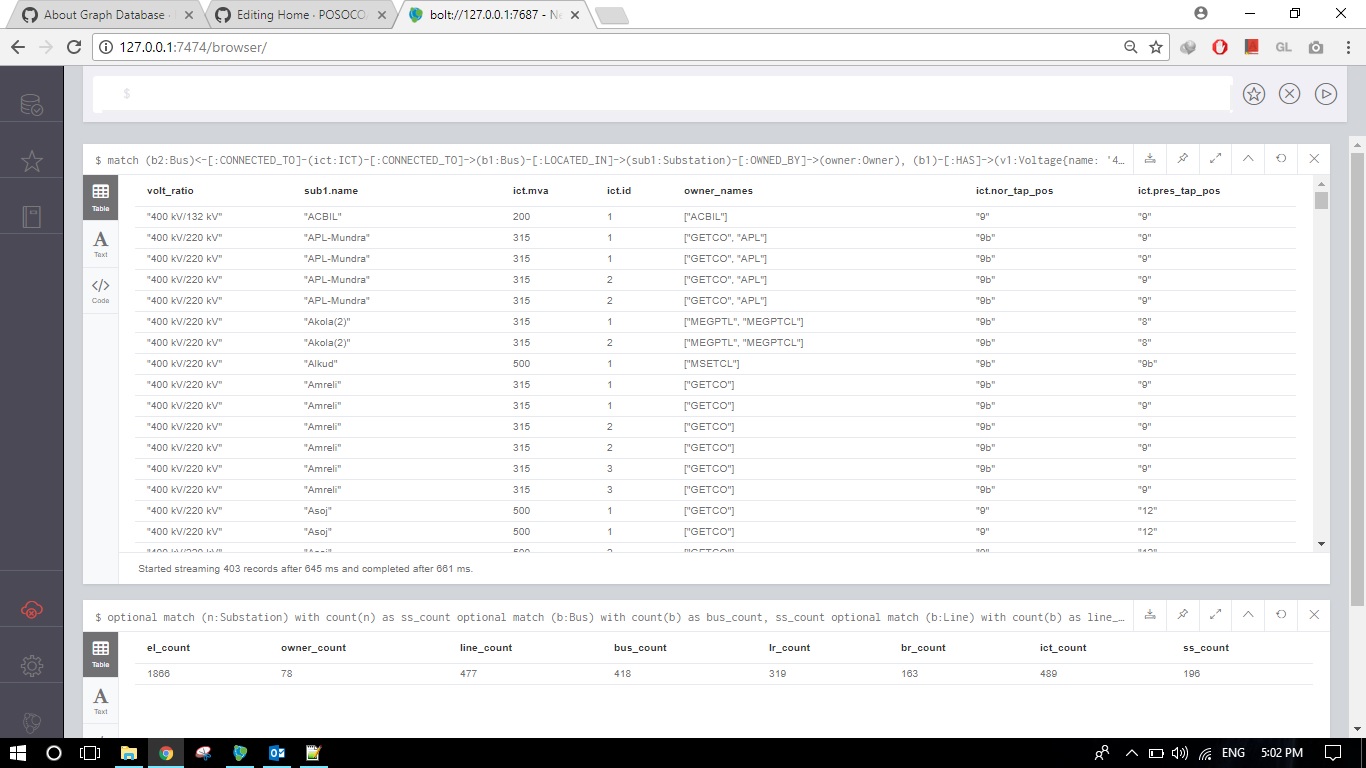 About Graph Database ·
Editing Home · POSOCO
bolt://127.0.0.1:7687 - Ne
127.0.0.1:7474/browser/
GL
$
$ match (b2:Bus)<-[:CONNECTED_TO]-(ict:ICT)-[:CONNECTED_TO]->(b1:Bus)-[:LOCATED_IN]->(sub1:Substation)-[:OWNED_BY]->(owner:Owner), (b1)-[:HAS]->(v1:Voltage{name: '4…
Table
A
Text
</>
Code
volt_ratio sub1.name ict.mva ict.id owner_names ict.nor_tap_pos ict.pres_tap_pos
"400 kV/132 kV" "ACBIL" 200 1 ["ACBIL"] "9" "9"
"400 kV/220 kV" "APL-Mundra" 315 1 ["GETCO", "APL"] "9b" "9"
"400 kV/220 kV" "APL-Mundra" 315 1 ["GETCO", "APL"] "9b" "9"
"400 kV/220 kV" "APL-Mundra" 315 2 ["GETCO", "APL"] "9b" "9"
"400 kV/220 kV" "APL-Mundra" 315 2 ["GETCO", "APL"] "9b" "9"
"400 kV/220 kV" "Akola(2)" 315 1 ["MEGPTL", "MEGPTCL"] "9b" "8"
"400 kV/220 kV" "Akola(2)" 315 2 ["MEGPTL", "MEGPTCL"] "9b" "8"
"400 kV/220 kV" "Alkud" 500 1 ["MSETCL"] "9b" "9b"
"400 kV/220 kV" "Amreli" 315 1 ["GETCO"] "9b" "9"
"400 kV/220 kV" "Amreli" 315 1 ["GETCO"] "9b" "9"
"400 kV/220 kV" "Amreli" 315 2 ["GETCO"] "9b" "9"
"400 kV/220 kV" "Amreli" 315 2 ["GETCO"] "9b" "9"
"400 kV/220 kV" "Amreli" 315 3 ["GETCO"] "9b" "9"
"400 kV/220 kV" "Amreli" 315 3 ["GETCO"] "9b" "9"
"400 kV/220 kV" "Asoj" 500 1 ["GETCO"] "9" "12"
"400 kV/220 kV" "Asoj" 500 1 ["GETCO"] "9" "12"
"400 kV/220 kV" "Asoj" 500 2 ["GETCO"] "9" "12"
Started streaming 403 records after 645 ms and completed after 661 ms.
$ optional match (n:Substation) with count(n) as ss_count optional match (b:Bus) with count(b) as bus_count, ss_count optional match (b:Line) with count(b) as line_…
Table
A
Text
el_count owner_count line_count bus_count lr_count br_count ict_count ss_count
1866 78 477 418 319 163 489 196
ENG 5:02 PM